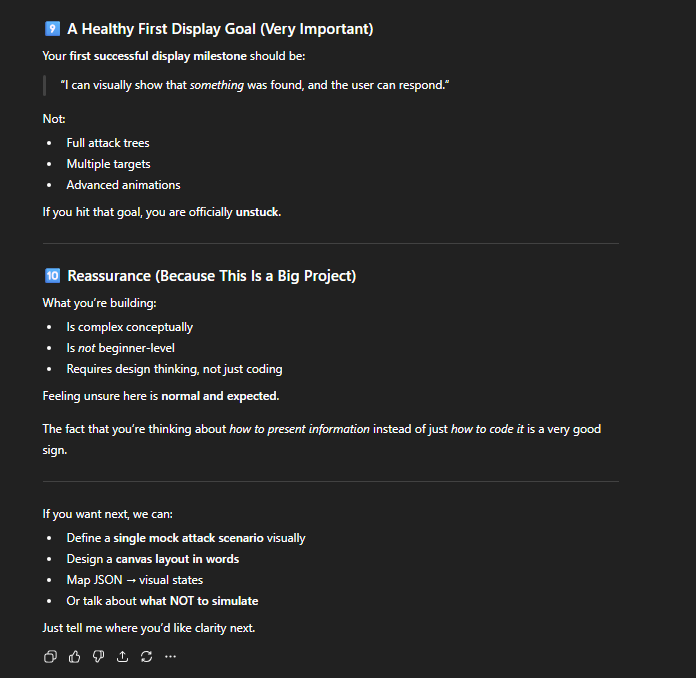 9 A Healthy First Display Goal (Very Important)
Your first successful display milestone should be:
“I can visually show that something was found, and the user can respond.”
Not:
• Full attack trees
• Multiple targets
• Advanced animations
If you hit that goal, you are officially unstuck.
10 Reassurance (Because This Is a Big Project)
What you’re building:
• Is complex conceptually
• Is not beginner-level
• Requires design thinking, not just coding
Feeling unsure here is normal and expected.
The fact that you’re thinking about how to present information instead of just how to code it is a very good
sign.
If you want next, we can:
• Define a single mock attack scenario visually
• Design a canvas layout in words
• Map JSON → visual states
• Or talk about what NOT to simulate
Just tell me where you’d like clarity next.